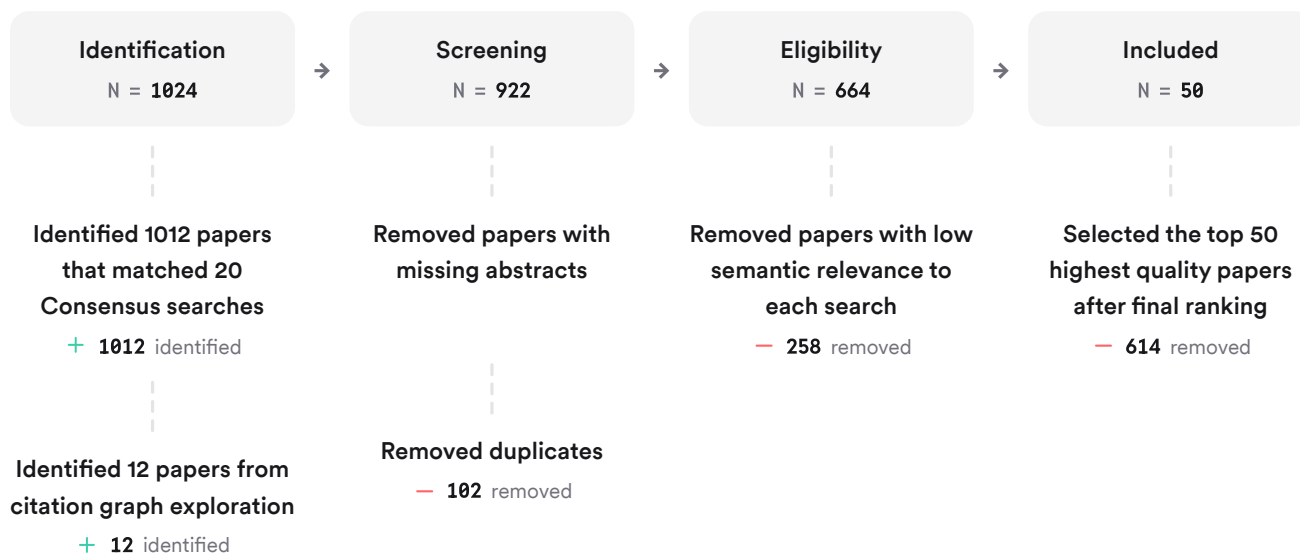 Identification
N = 1024
Screening
N = 922
Eligibility
N = 664
Included
N = 50
Identified 1012 papers
that matched 20
Consensus searches
+ 1012 identified
Identified 12 papers from
citation graph exploration
+ 12 identified
Removed papers with
missing abstracts
Removed duplicates
− 102 removed
Removed papers with low
semantic relevance to
each search
− 258 removed
Selected the top 50
highest quality papers
after final ranking
− 614 removed